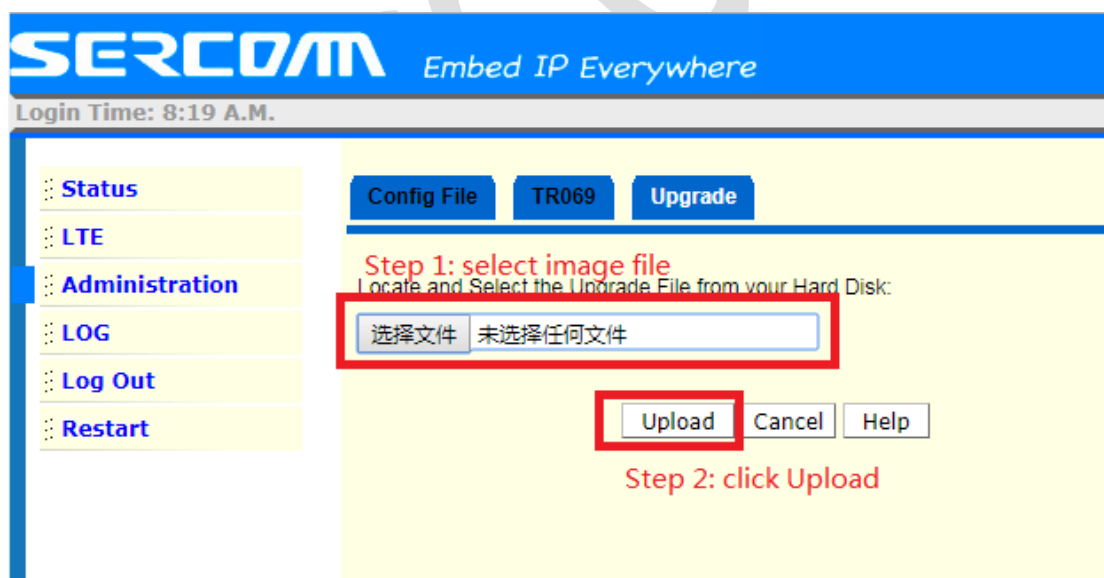 SERCOMM Embed IP Everywhere
Login Time: 8:19 A.M.
Status
LTE
Administration
LOG
Log Out
Restart
Config File TR069 Upgrade
Step 1: select image file
Locate and Select the Upgrade File from your Hard Disk:
选择文件 未选择任何文件
Upload Cancel Help
Step 2: click Upload